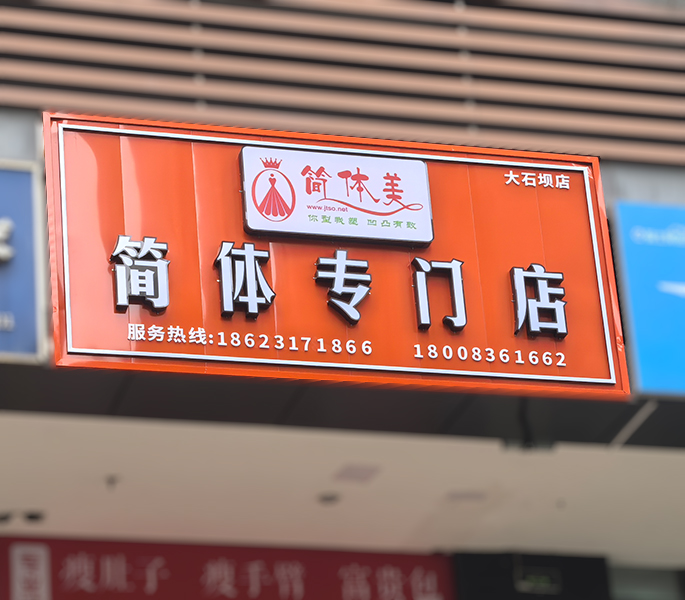 简体美
www.jtso.net
你型我塑 凹凸有致
大石坝店
简体专门店
服务热线:18623171866 18008361662
瘦肚子 瘦手臂 富贵包